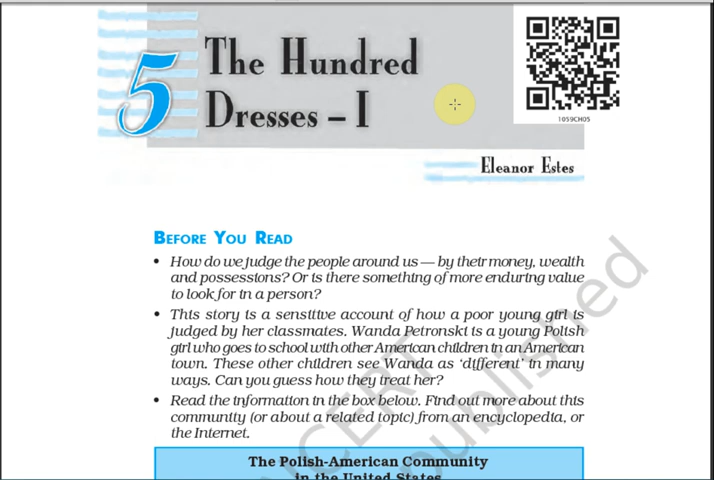 5
The Hundred
Dresses – I
1059CH05
Eleanor Estes
BEFORE YOU READ
• How do we judge the people around us — by their money, wealth
and possessions? Or is there something of more enduring value
to look for in a person?
• This story is a sensitive account of how a poor young girl is
judged by her classmates. Wanda Petronski is a young Polish
girl who goes to school with other American children in an American
town. These other children see Wanda as ‘different’ in many
ways. Can you guess how they treat her?
• Read the information in the box below. Find out more about this
community (or about a related topic) from an encyclopedia, or
the Internet.
The Polish-American Community
in the United States